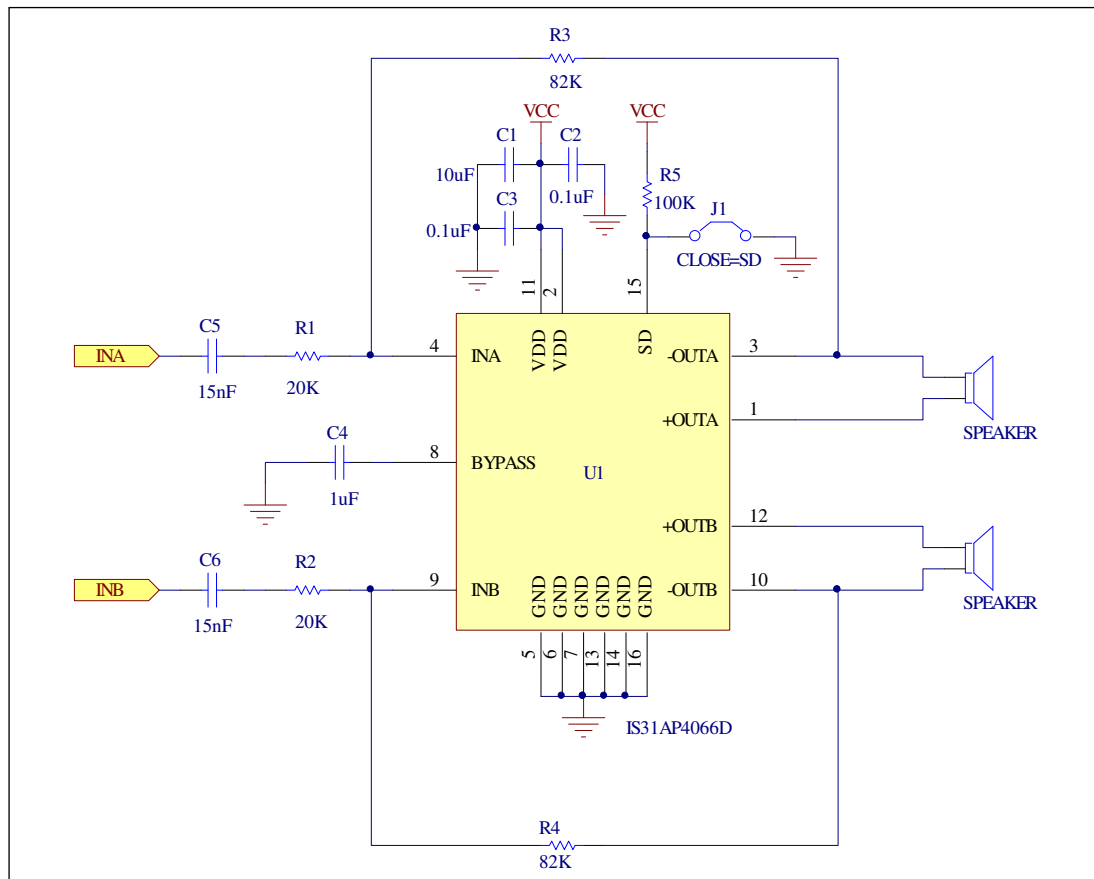 R3
82K
VCC
VCC
C1
C2
10uF
0.1uF
C3
0.1uF
R5
100K
J1
CLOSE=SD
11
2
15
INA
C5
15nF
R1
20K
4
INA
VDD
VDD
SD
-OUTA
3
+OUTA
1
SPEAKER
C4
1uF
8
BYPASS
U1
+OUTB
12
INB
C6
15nF
R2
20K
9
INB
GND
GND
GND
GND
GND
GND
-OUTB
10
SPEAKER
5
6
7
13
14
16
IS31AP4066D
R4
82K